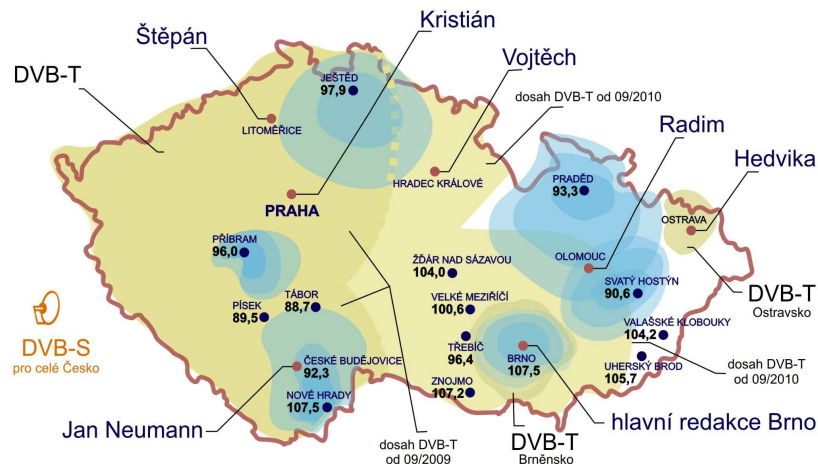 Kristián
Štěpán
Vojtěch
DVB-T
JEŠTĚD
97,9
dosah DVB-T od 09/2010
LITOMĚŘICE
Radim
Hedvika
HRADEC KRÁLOVÉ
PRADĚD
93,3
PRAHA
OSTRAVA
PŘÍBRAM
96,0
ŽĎÁR NAD SÁZAVOU
104,0
OLOMOUC
SVATÝ HOSTÝN
90,6
DVB-T
Ostravsko
PÍSEK
89,5
TÁBOR
88,7
VELKÉ MEZIŘÍČÍ
100,6
VALAŠSKÉ KLOBOUKY
104,2
DVB-S
pro celé Česko
TŘEBÍČ
96,4
BRNO
107,5
ČESKÉ BUDĚJOVICE
92,3
UHERSKÝ BROD
105,7
dosah DVB-T
od 09/2010
NOVÉ HRADY
107,5
ZNOJMO
107,2
Jan Neumann
hlavní redakce Brno
dosah DVB-T
od 09/2009
DVB-T
Brněnsko